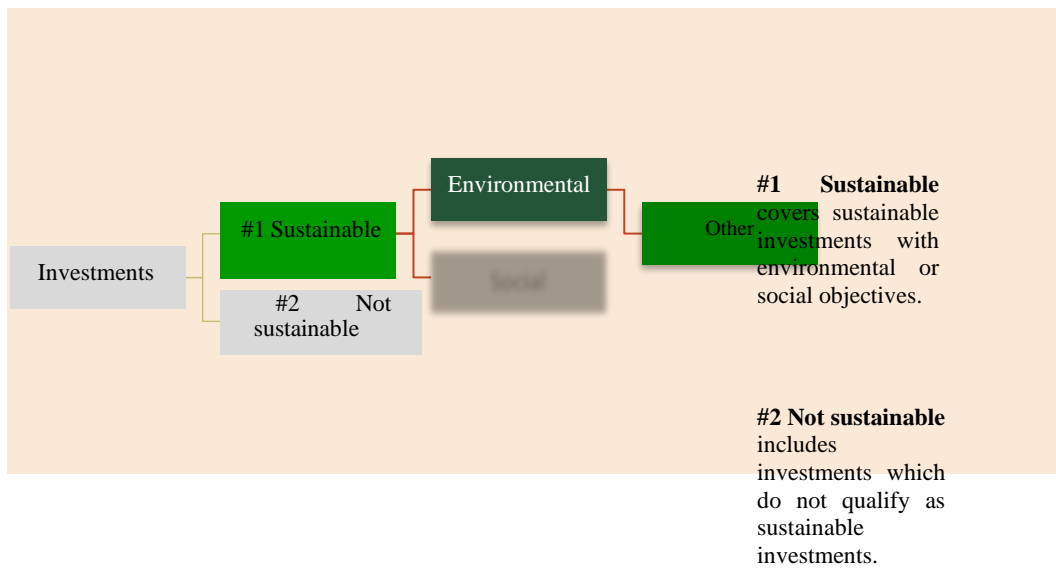 Investments
#1 Sustainable
#2 Not
sustainable
Environmental
Social
Other
#1 Sustainable
covers sustainable
investments with
environmental or
social objectives.
#2 Not sustainable
includes
investments which
do not qualify as
sustainable
investments.